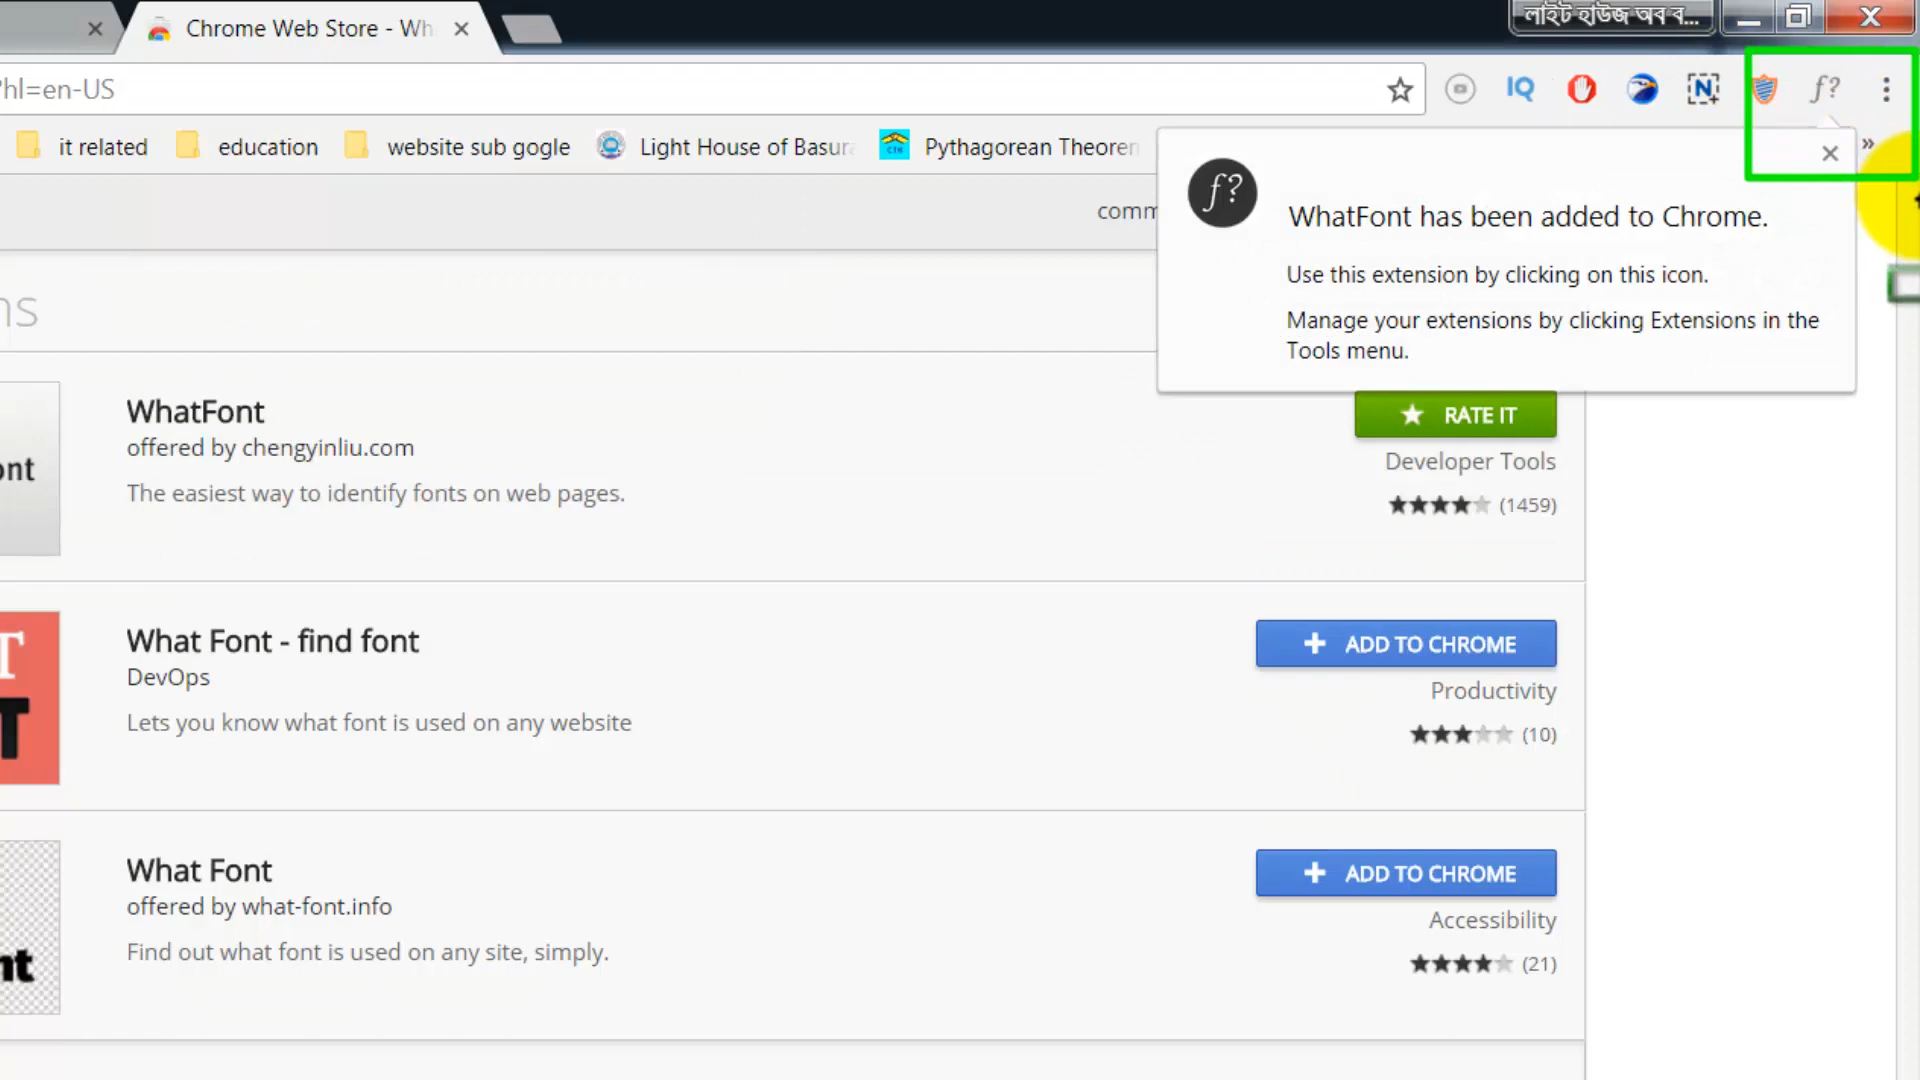 Chrome Web Store - Wh
লাইট হাউজ অব ব...
?hl=en-US
IQ
N
f?
it related
education
website sub gogle
Light House of Basura
Pythagorean Theorem
»
comm
f?
WhatFont has been added to Chrome.
Use this extension by clicking on this icon.
Manage your extensions by clicking Extensions in the
Tools menu.
ns
ont
WhatFont
offered by chengyinliu.com
The easiest way to identify fonts on web pages.
RATE IT
Developer Tools
(1459)
T
T
What Font - find font
DevOps
Lets you know what font is used on any website
ADD TO CHROME
Productivity
(10)
nt
What Font
offered by what-font.info
Find out what font is used on any site, simply.
ADD TO CHROME
Accessibility
(21)